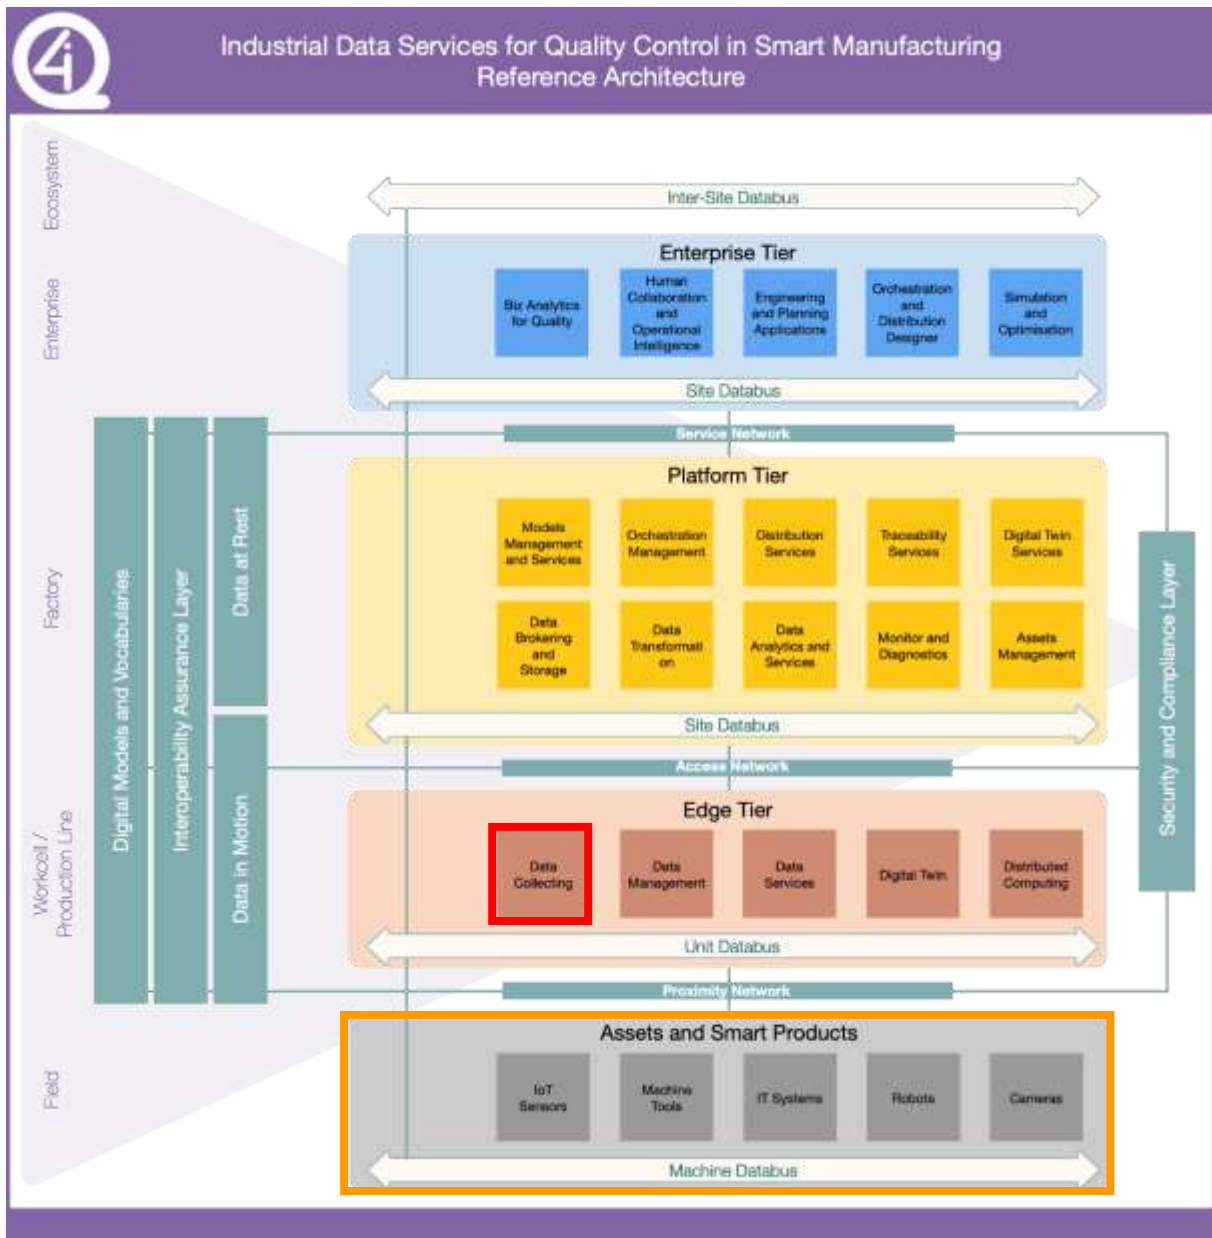 i4Q
Industrial Data Services for Quality Control in Smart Manufacturing
Reference Architecture
Ecosystem
Inter-Site Databus
Enterprise
Enterprise Tier
Biz Analytics
for Quality
Human
Collaboration
and
Operational
Intelligence
Engineering
and Planning
Applications
Orchestration
and
Distribution
Designer
Simulation
and
Optimisation
Site Databus
Service Network
Digital Models and Vocabularies
Interoperability Assurance Layer
Data at Rest
Data in Motion
Factory
Platform Tier
Models
Management
and Services
Orchestration
Management
Distribution
Services
Traceability
Services
Digital Twin
Services
Data
Brokering
and
Storage
Data
Transformati
on
Data
Analytics and
Services
Monitor and
Diagnostics
Assets
Management
Site Databus
Security and Compliance Layer
Access Network
Workcell /
Production Line
Edge Tier
Data
Collecting
Data
Management
Data
Services
Digital Twin
Distributed
Computing
Unit Databus
Proximity Network
Field
Assets and Smart Products
IoT
Sensors
Machine
Tools
IT Systems
Robots
Cameras
Machine Databus